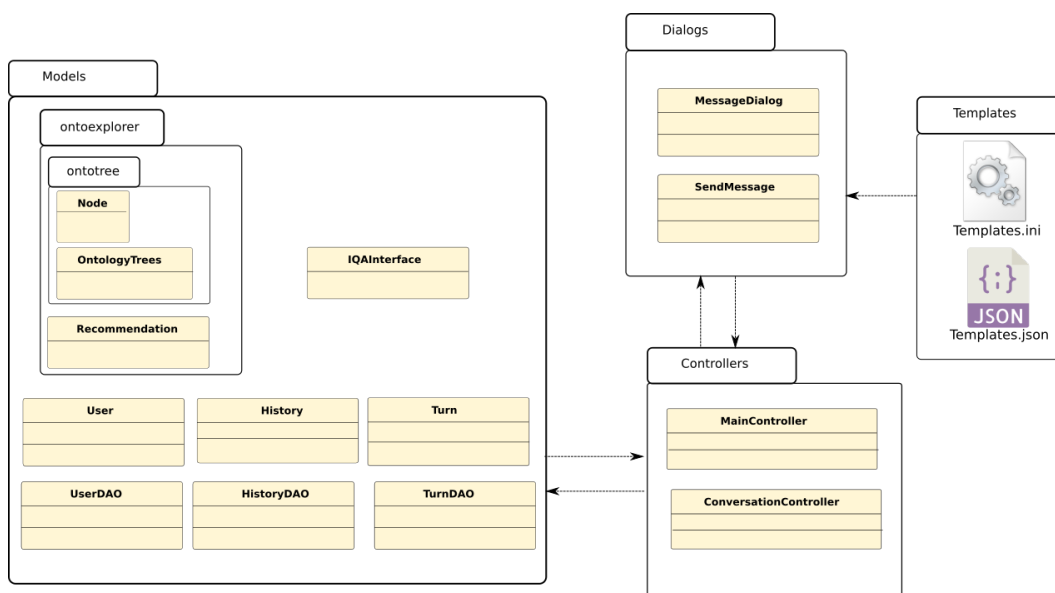 Models
ontoexplorer
ontotree
Node
OntologyTrees
Recommendation
IQAInterface
User
History
Turn
UserDAO
HistoryDAO
TurnDAO
Dialogs
MessageDialog
SendMessage
Templates
Templates.ini
{;}
JSON
Templates.json
Controllers
MainController
ConversationController